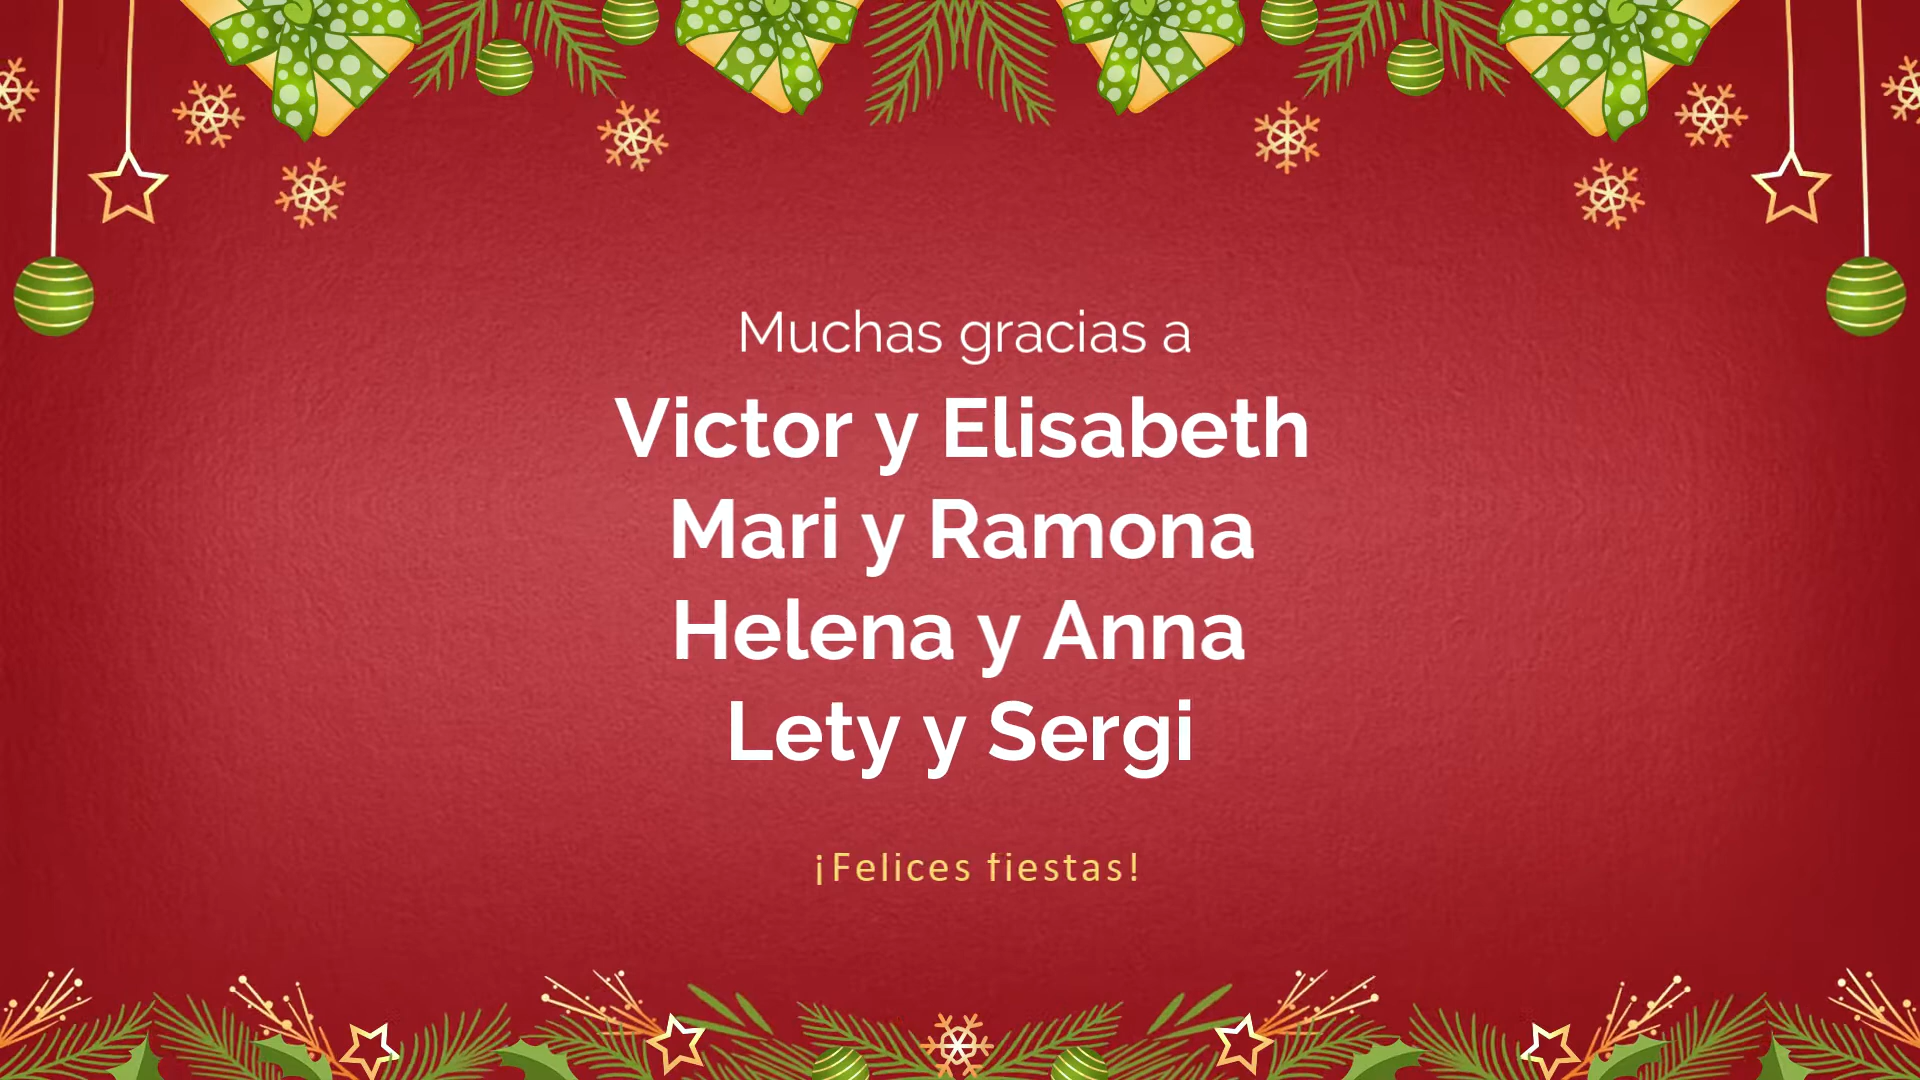 Muchas gracias a
Victor y Elisabeth
Mari y Ramona
Helena y Anna
Lety y Sergi
¡Felices fiestas!